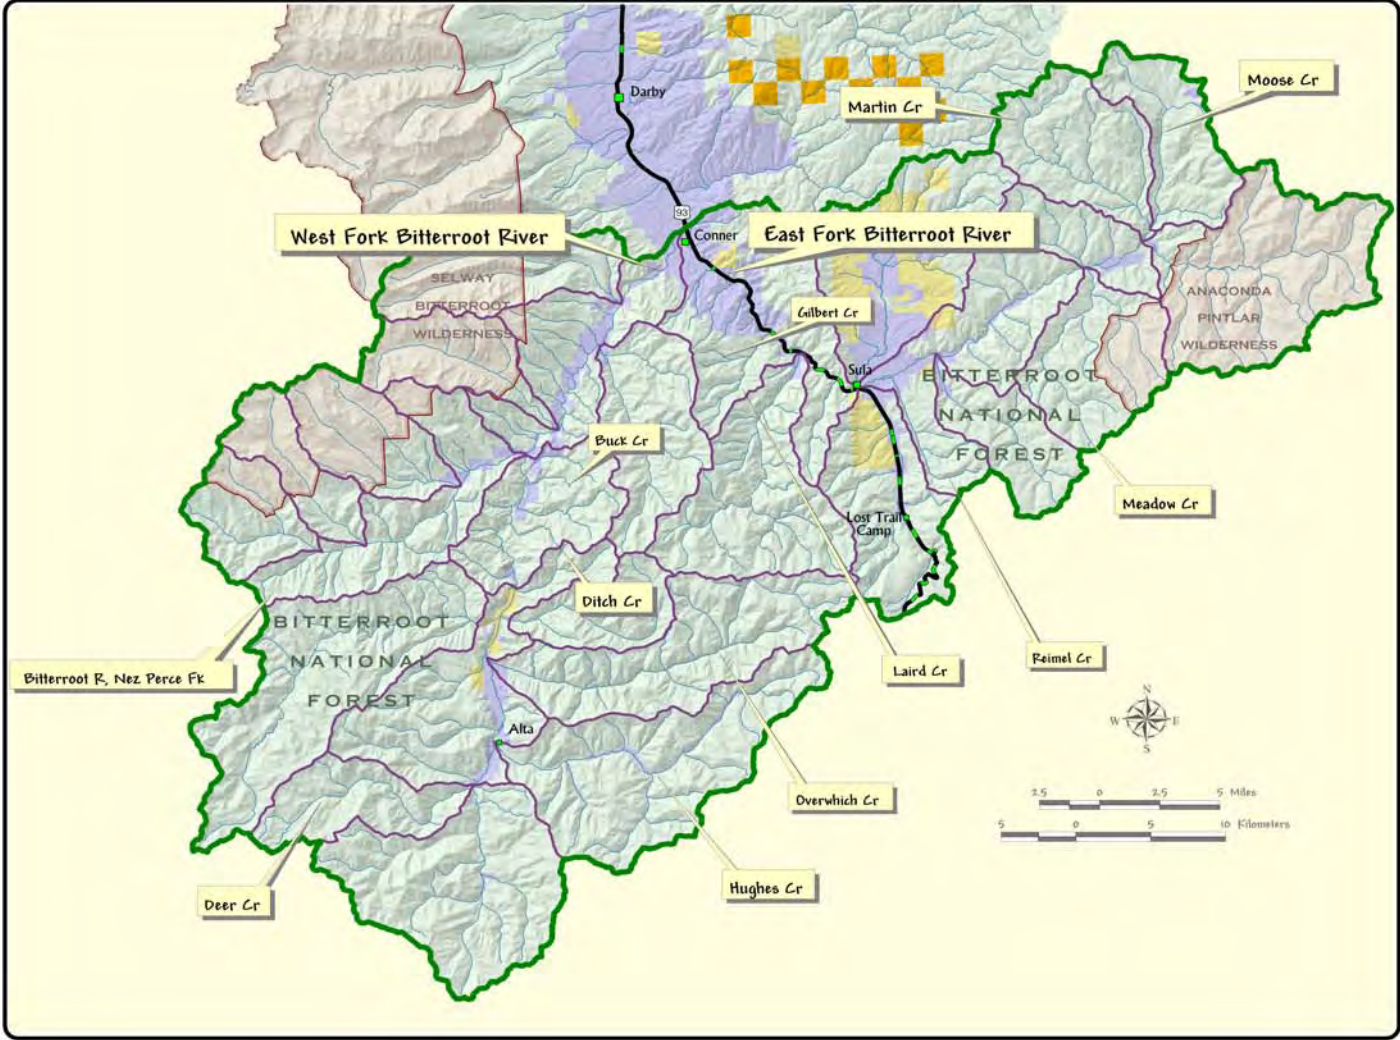 Darby
Moose Cr
Martin Cr
93
Conner
West Fork Bitterroot River
East Fork Bitterroot River
SELWAY
BITTERROOT
WILDERNESS
ANACONDA
PINTLAR
WILDERNESS
Gilbert Cr
Sula
BITTERROOT
NATIONAL
FOREST
Buck Cr
Meadow Cr
Lost Trail
Camp
Ditch Cr
BITTERROOT
NATIONAL
FOREST
Bitterroot R, Nez Perce Fk
Laird Cr
Reimel Cr
N
W
E
S
Alta
Overwhich Cr
2.5 0 2.5 5 Miles
5 0 5 10 Kilometers
Hughes Cr
Deer Cr